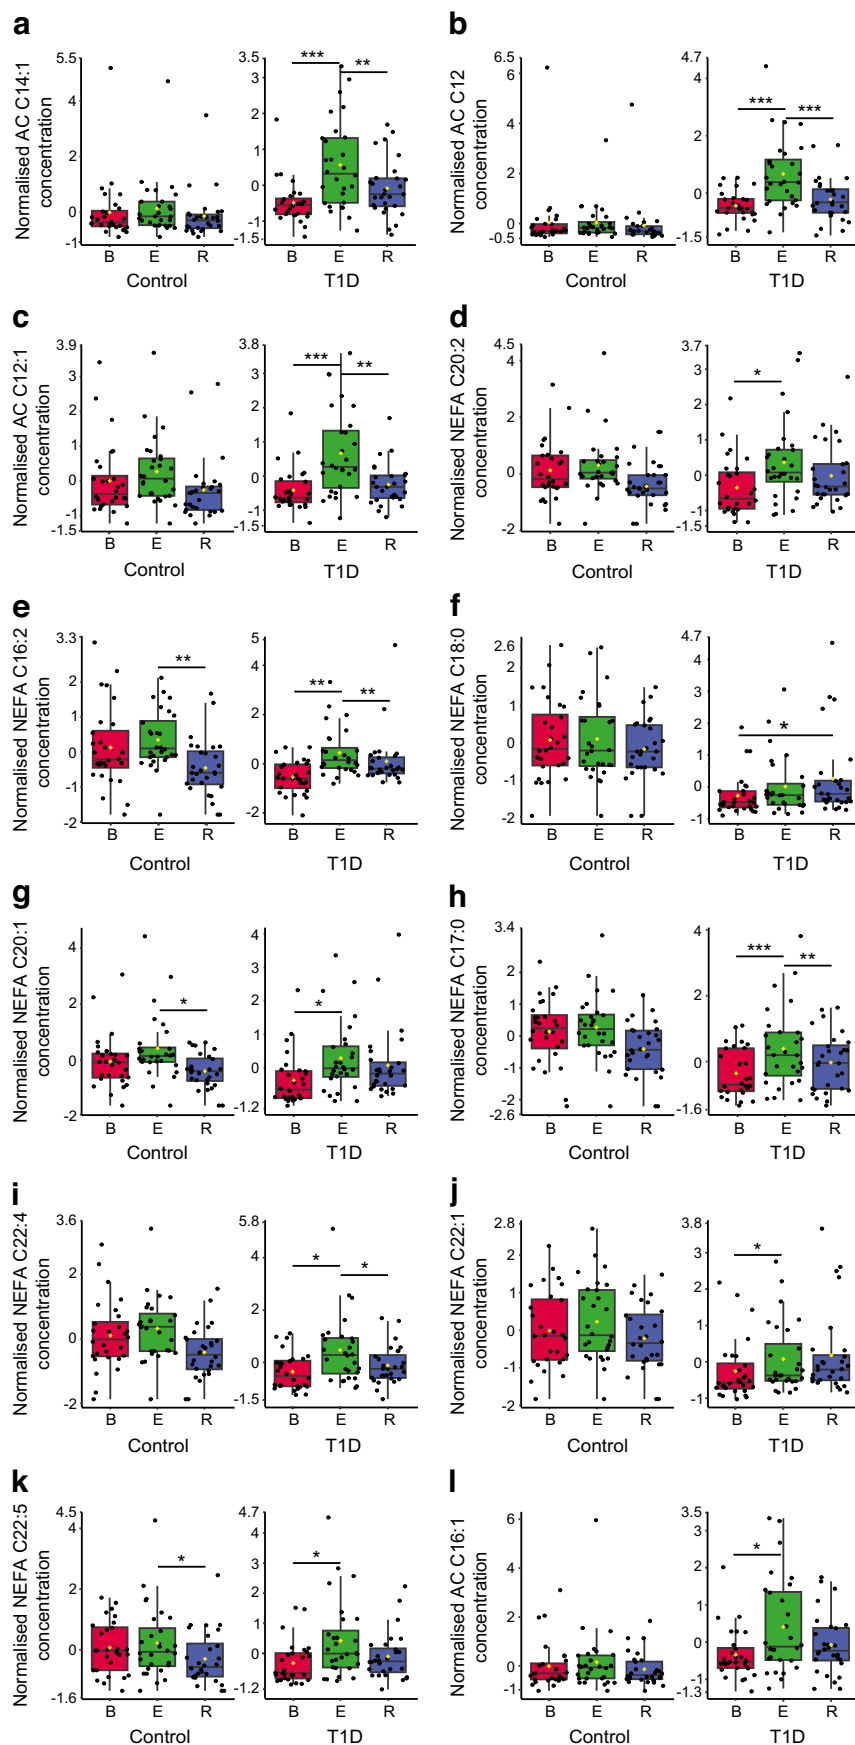 a
Normalised AC C14:1
concentration
5.5
4
2
0
-1
B E R
Control
3.5
3
2
1
0
-1
-1.5
*** **
B E R
T1D
b
Normalised AC C12
concentration
6.5
6
4
2
0
-0.5
B E R
Control
4.7
4
2
0
-1.5
*** ***
B E R
T1D
c
Normalised AC C12:1
concentration
3.9
3
2
1
0
-1
-1.5
B E R
Control
3.8
3
2
1
0
-1
-1.5
*** **
B E R
T1D
d
Normalised NEFA C20:2
concentration
4.5
4
2
0
-2
B E R
Control
3.7
3
2
1
0
-1
-1.5
*
B E R
T1D
e
Normalised NEFA C16:2
concentration
3.3
2
1
0
-1
-2
**
B E R
Control
5
4
2
0
-2
** **
B E R
T1D
f
Normalised NEFA C18:0
concentration
2.6
2
1
0
-1
-2
B E R
Control
4.7
4
3
2
1
0
-1
*
B E R
T1D
g
Normalised NEFA C20:1
concentration
4
2
0
-2
*
B E R
Control
4
3
2
1
0
-1.2
*
B E R
T1D
h
Normalised NEFA C17:0
concentration
3.4
2
1
0
-1
-2
-2.6
B E R
Control
4
2
0
-1.6
*** **
B E R
T1D
i
Normalised NEFA C22:4
concentration
3.6
2
0
-2
B E R
Control
5.8
4
2
0
-1.5
* *
B E R
T1D
j
Normalised NEFA C22:1
concentration
2.8
2
1
0
-1
-2
B E R
Control
3.8
3
2
1
0
-1
*
B E R
T1D
k
Normalised NEFA C22:5
concentration
4.5
4
2
0
-1.6
*
B E R
Control
4.7
4
3
2
1
0
-1.2
*
B E R
T1D
l
Normalised AC C16:1
concentration
6
4
2
0
-1
B E R
Control
3.5
3
2
1
0
-1
-1.3
*
B E R
T1D